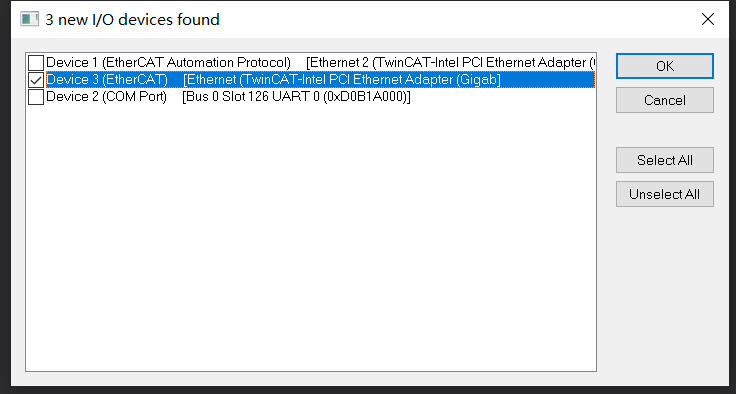 3 new I/O devices found
Device 1 (EtherCAT Automation Protocol) [Ethernet 2 (TwinCAT-Intel PCI Ethernet Adapter (
Device 3 (EtherCAT) [Ethernet (TwinCAT-Intel PCI Ethernet Adapter (Gigab]
Device 2 (COM Port) [Bus 0 Slot 126 UART 0 (0xD0B1A000)]
OK
Cancel
Select All
Unselect All